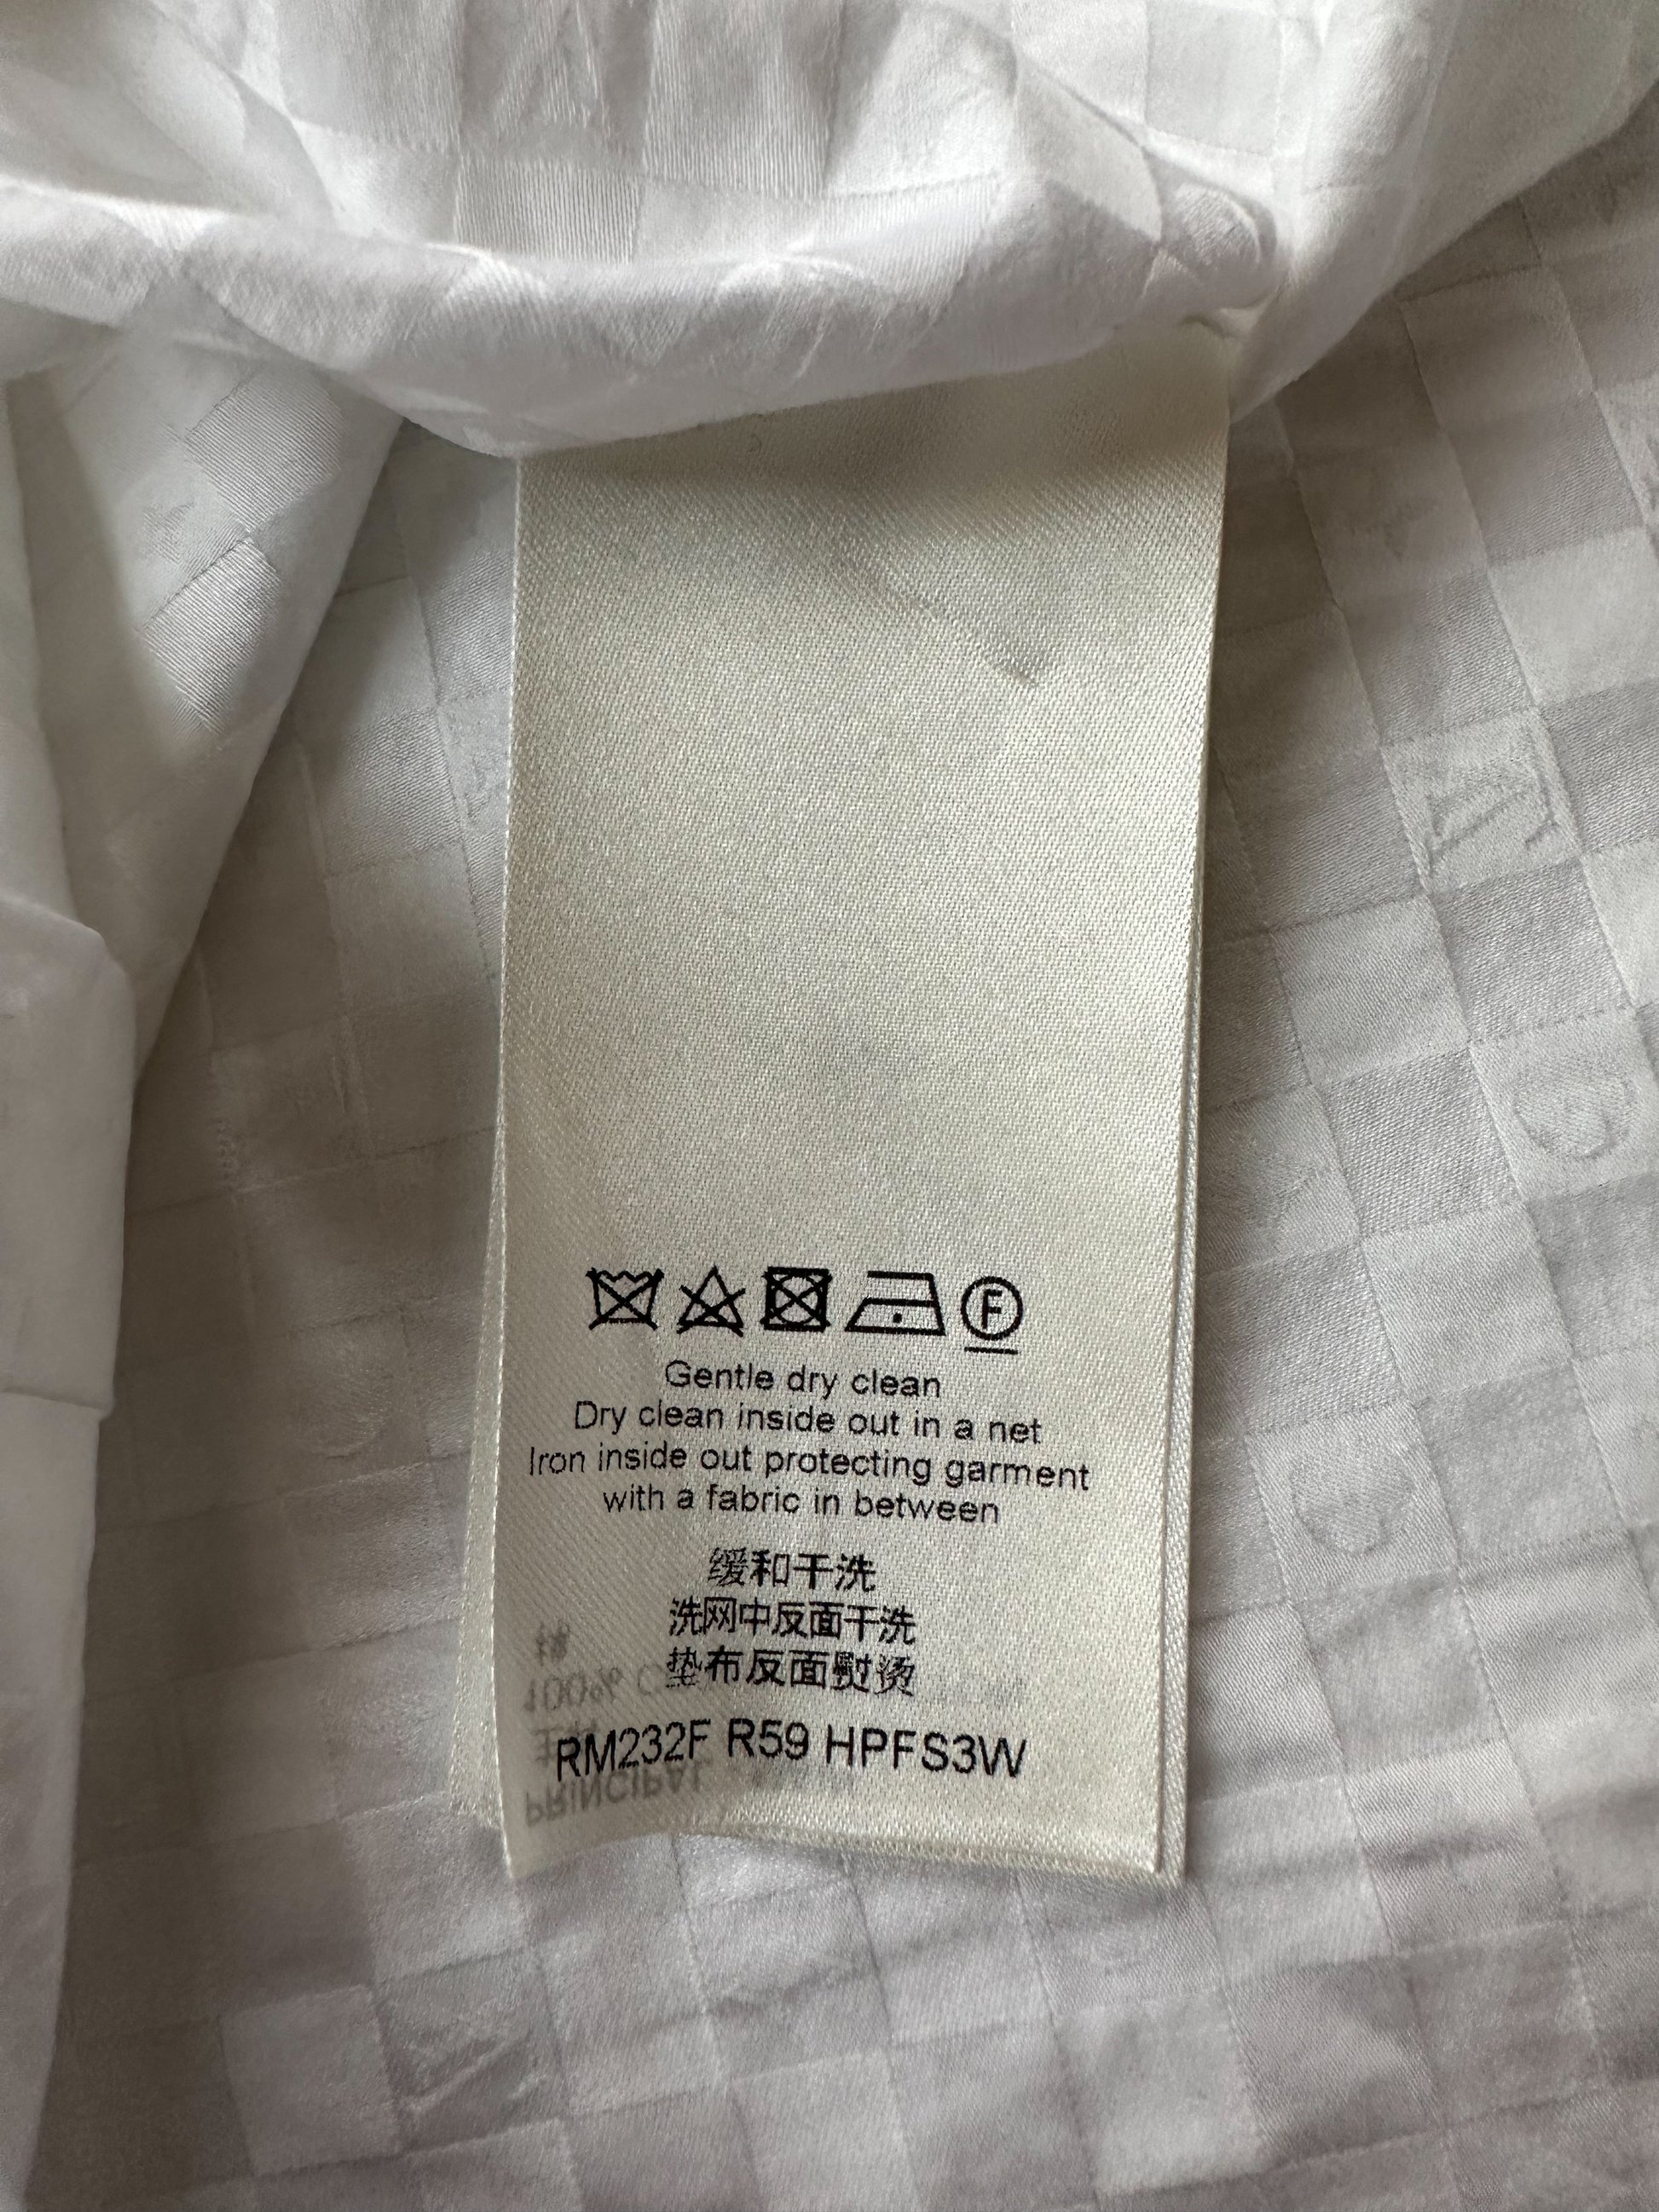 F
Gentle dry clean
Dry clean inside out in a net
Iron inside out protecting garment
with a fabric in between
缓和干洗
洗网中反面干洗
垫布反面熨烫
RM232F R59 HPFS3W
100%
PRINCIPAL